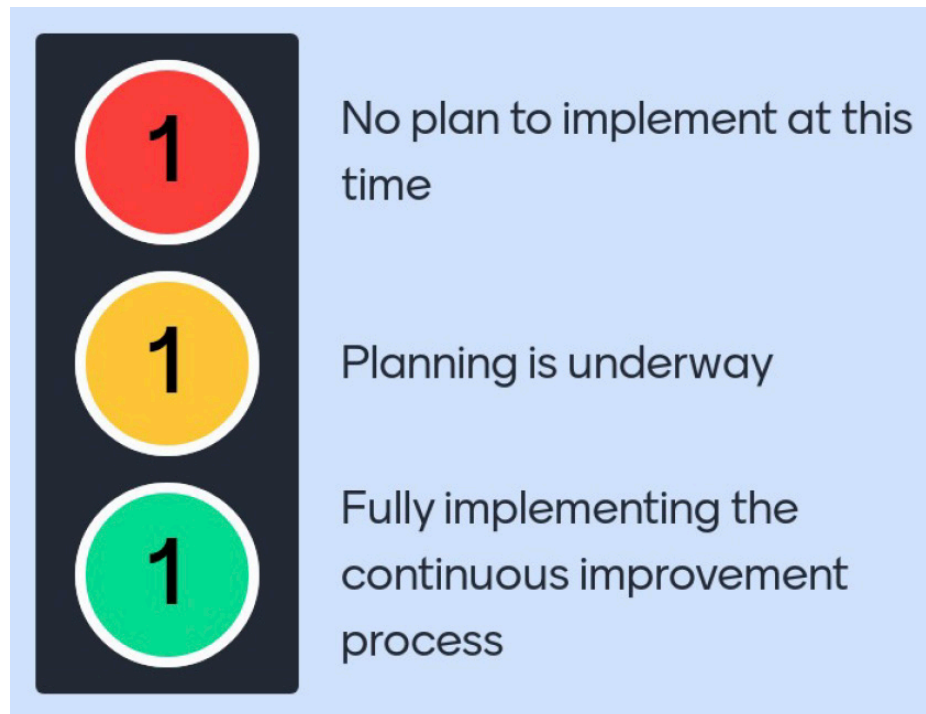 1
No plan to implement at this
time
1
Planning is underway
1
Fully implementing the
continuous improvement
process